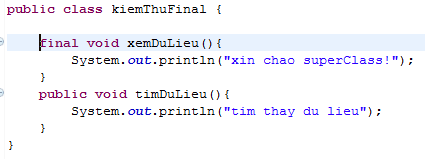 public class kiemThuFinal {
final void xemDuLieu(){
System.out.println("xin chao superClass!");
}
public void timDuLieu(){
System.out.println("tim thay du lieu");
}
}